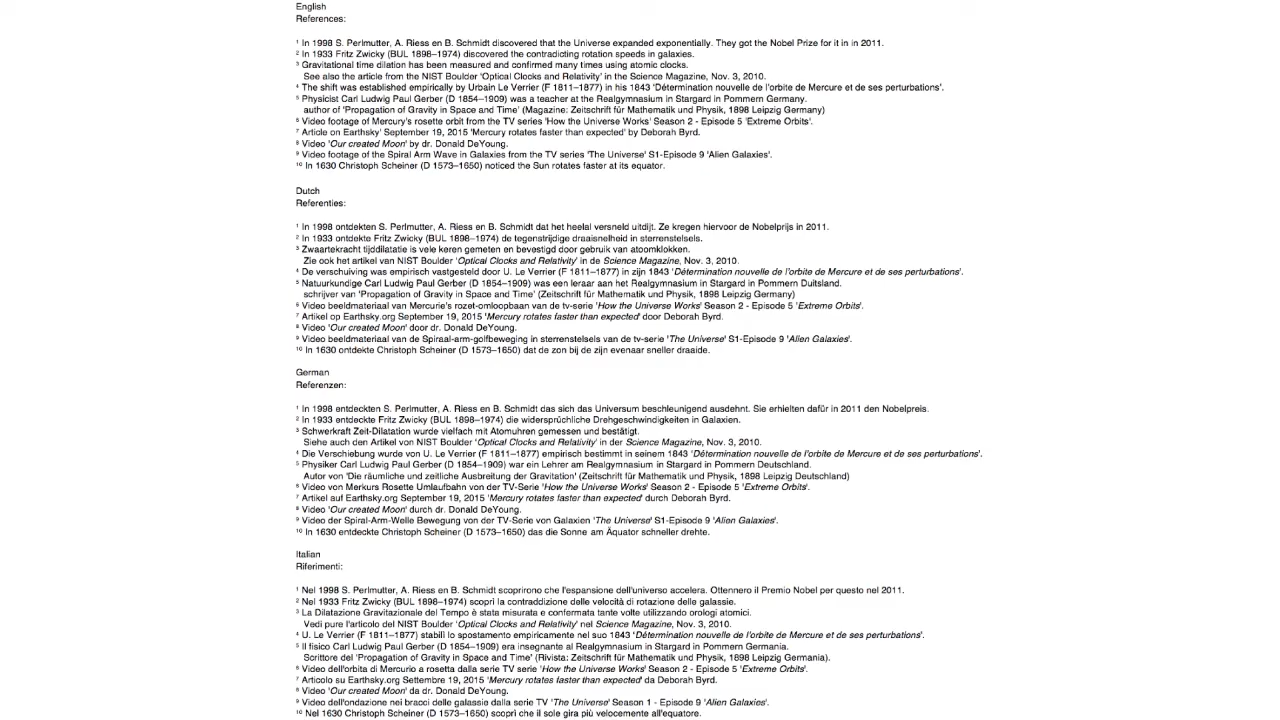 English
References:
¹ In 1998 S. Perlmutter, A. Riess en B. Schmidt discovered that the Universe expanded exponentially. They got the Nobel Prize for it in in 2011.
² In 1933 Fritz Zwicky (BUL 1898–1974) discovered the contradicting rotation speeds in galaxies.
³ Gravitational time dilation has been measured and confirmed many times using atomic clocks.
See also the article from the NIST Boulder 'Optical Clocks and Relativity' in the Science Magazine, Nov. 3, 2010.
⁴ The shift was established empirically by Urbain Le Verrier (F 1811–1877) in his 1843 'Détermination nouvelle de l'orbite de Mercure et de ses perturbations'.
⁵ Physicist Carl Ludwig Paul Gerber (D 1854–1909) was a teacher at the Realgymnasium in Stargard in Pommern Germany.
author of 'Propagation of Gravity in Space and Time' (Magazine: Zeitschrift für Mathematik und Physik, 1898 Leipzig Germany)
⁶ Video footage of Mercury's rosette orbit from the TV series 'How the Universe Works' Season 2 - Episode 5 'Extreme Orbits'.
⁷ Article on Earthsky' September 19, 2015 'Mercury rotates faster than expected' by Deborah Byrd.
⁸ Video 'Our created Moon' by dr. Donald DeYoung.
⁹ Video footage of the Spiral Arm Wave in Galaxies from the TV series 'The Universe' S1-Episode 9 'Alien Galaxies'.
¹⁰ In 1630 Christoph Scheiner (D 1573–1650) noticed the Sun rotates faster at its equator.
Dutch
Referenties:
¹ In 1998 ontdekten S. Perlmutter, A. Riess en B. Schmidt dat het heelal versneld uitdijt. Ze kregen hiervoor de Nobelprijs in 2011.
² In 1933 ontdekte Fritz Zwicky (BUL 1898–1974) de tegenstrijdige draaisnelheid in sterrenstelsels.
³ Zwaartekracht tijddilatatie is vele keren gemeten en bevestigd door gebruik van atoomklokken.
Zie ook het artikel van NIST Boulder 'Optical Clocks and Relativity' in de Science Magazine, Nov. 3, 2010.
⁴ De verschuiving was empirisch vastgesteld door U. Le Verrier (F 1811–1877) in zijn 1843 'Détermination nouvelle de l'orbite de Mercure et de ses perturbations'.
⁵ Natuurkundige Carl Ludwig Paul Gerber (D 1854–1909) was een leraar aan het Realgymnasium in Stargard in Pommern Duitsland.
schrijver van 'Propagation of Gravity in Space and Time' (Zeitschrift für Mathematik und Physik, 1898 Leipzig Germany)
⁶ Video beeldmateriaal van Mercurie's rozet-omloopbaan van de tv-serie 'How the Universe Works' Season 2 - Episode 5 'Extreme Orbits'.
⁷ Artikel op Earthsky.org September 19, 2015 'Mercury rotates faster than expected' door Deborah Byrd.
⁸ Video 'Our created Moon' door dr. Donald DeYoung.
⁹ Video beeldmateriaal van de Spiraal-arm-golfbeweging in sterrenstelsels van de tv-serie 'The Universe' S1-Episode 9 'Alien Galaxies'.
¹⁰ In 1630 ontdekte Christoph Scheiner (D 1573–1650) dat de zon bij de zijn evenaar sneller draaide.
German
Referenzen:
¹ In 1998 entdeckten S. Perlmutter, A. Riess en B. Schmidt das sich das Universum beschleunigend ausdehnt. Sie erhielten dafür in 2011 den Nobelpreis.
² In 1933 entdeckte Fritz Zwicky (BUL 1898–1974) die widersprüchliche Drehgeschwindigkeiten in Galaxien.
³ Schwerkraft Zeit-Dilatation wurde vielfach mit Atomuhren gemessen und bestätigt.
Siehe auch den Artikel von NIST Boulder 'Optical Clocks and Relativity' in der Science Magazine, Nov. 3, 2010.
⁴ Die Verschiebung wurde von U. Le Verrier (F 1811–1877) empirisch bestimmt in seinem 1843 'Détermination nouvelle de l'orbite de Mercure et de ses perturbations'.
⁵ Physiker Carl Ludwig Paul Gerber (D 1854–1909) war ein Lehrer am Realgymnasium in Stargard in Pommern Deutschland.
Autor von 'Die räumliche und zeitliche Ausbreitung der Gravitation' (Zeitschrift für Mathematik und Physik, 1898 Leipzig Deutschland)
⁶ Video von Merkurs Rosette Umlaufbahn von der TV-Serie 'How the Universe Works' Season 2 - Episode 5 'Extreme Orbits'.
⁷ Artikel auf Earthsky.org September 19, 2015 'Mercury rotates faster than expected' durch Deborah Byrd.
⁸ Video 'Our created Moon' durch dr. Donald DeYoung.
⁹ Video der Spiral-Arm-Welle Bewegung von der TV-Serie von Galaxien 'The Universe' S1-Episode 9 'Alien Galaxies'.
¹⁰ In 1630 entdeckte Christoph Scheiner (D 1573–1650) das die Sonne am Äquator schneller drehte.
Italian
Riferimenti:
¹ Nel 1998 S. Perlmutter, A. Riess en B. Schmidt scoprirono che l'espansione dell'universo accelera. Ottennero il Premio Nobel per questo nel 2011.
² Nel 1933 Fritz Zwicky (BUL 1898–1974) scoprì la contraddizione delle velocità di rotazione delle galassie.
³ La Dilatazione Gravitazionale del Tempo è stata misurata e confermata tante volte utilizzando orologi atomici.
Vedi pure l'articolo del NIST Boulder 'Optical Clocks and Relativity' nel Science Magazine, Nov. 3, 2010.
⁴ U. Le Verrier (F 1811–1877) stabilì lo spostamento empiricamente nel suo 1843 'Détermination nouvelle de l'orbite de Mercure et de ses perturbations'.
⁵ Il fisico Carl Ludwig Paul Gerber (D 1854–1909) era insegnante al Realgymnasium in Stargard in Pommern Germania.
Scrittore del 'Propagation of Gravity in Space and Time' (Rivista: Zeitschrift für Mathematik und Physik, 1898 Leipzig Germania).
⁶ Video dell'orbita di Mercurio a rosetta dalla serie TV serie 'How the Universe Works' Season 2 - Episode 5 'Extreme Orbits'.
⁷ Articolo su Earthsky.org Settembre 19, 2015 'Mercury rotates faster than expected' da Deborah Byrd.
⁸ Video 'Our created Moon' da dr. Donald DeYoung.
⁹ Video dell'ondazione nei bracci delle galassie dalla serie TV 'The Universe' Season 1 - Episode 9 'Alien Galaxies'.
¹⁰ Nel 1630 Christoph Scheiner (D 1573–1650) scoprì che il sole gira più velocemente all'equatore.